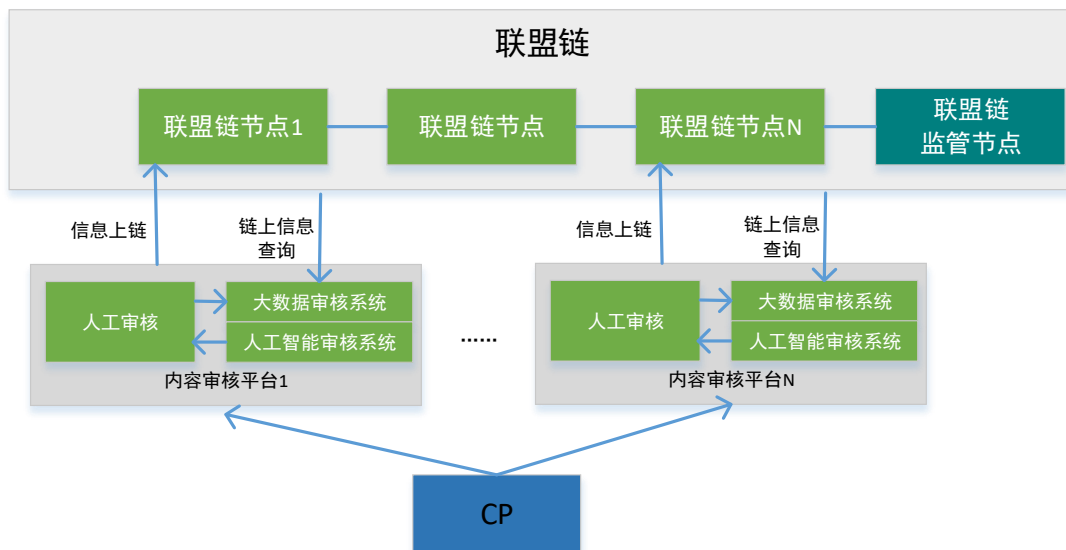 联盟链
联盟链节点1
联盟链节点
联盟链节点N
联盟链
监管节点
信息上链
链上信息
查询
信息上链
链上信息
查询
人工审核
大数据审核系统
人工智能审核系统
内容审核平台1
......
人工审核
大数据审核系统
人工智能审核系统
内容审核平台N
CP